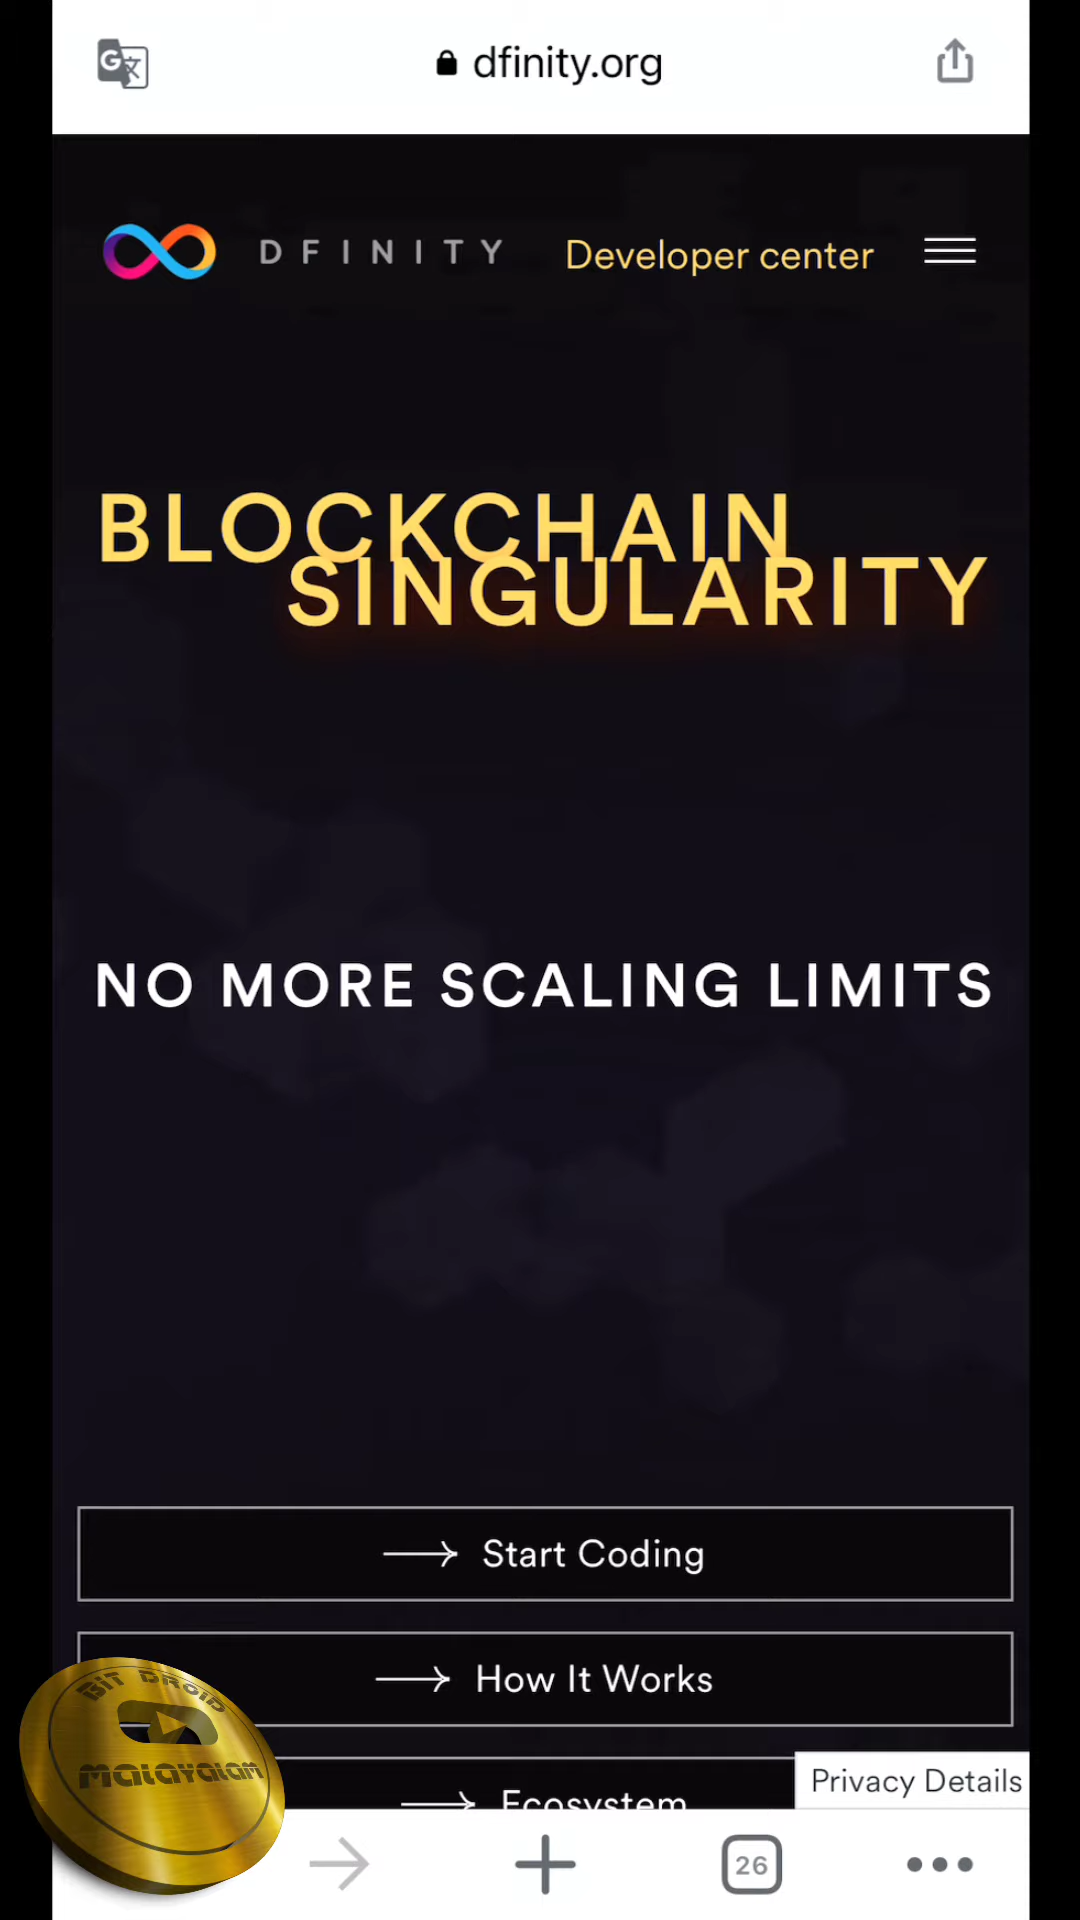 dfinity.org
DFINITY
Developer center
BLOCKCHAIN
SINGULARITY
NO MORE SCALING LIMITS
Start Coding
How It Works
Ecosystem
Privacy Details
BIT DROID
MALAYALAM
26